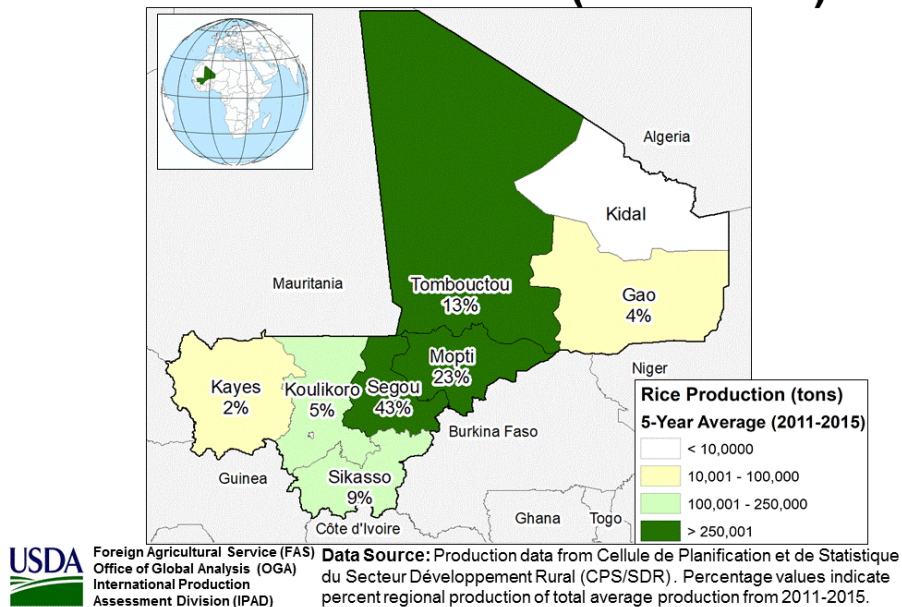 Algeria
Kidal
Mauritania
Tombouctou
13%
Gao
4%
Mopti
23%
Niger
Kayes
2%
Koulikoro
5%
Segou
43%
Burkina Faso
Guinea
Sikasso
9%
Côte d'Ivoire
Ghana
Togo
Rice Production (tons)
5-Year Average (2011-2015)
< 10,0000
10,001 - 100,000
100,001 - 250,000
> 250,001
USDA
Foreign Agricultural Service (FAS)
Office of Global Analysis (OGA)
International Production
Assessment Division (IPAD)
Data Source: Production data from Cellule de Planification et de Statistique
du Secteur Développement Rural (CPS/SDR). Percentage values indicate
percent regional production of total average production from 2011-2015.